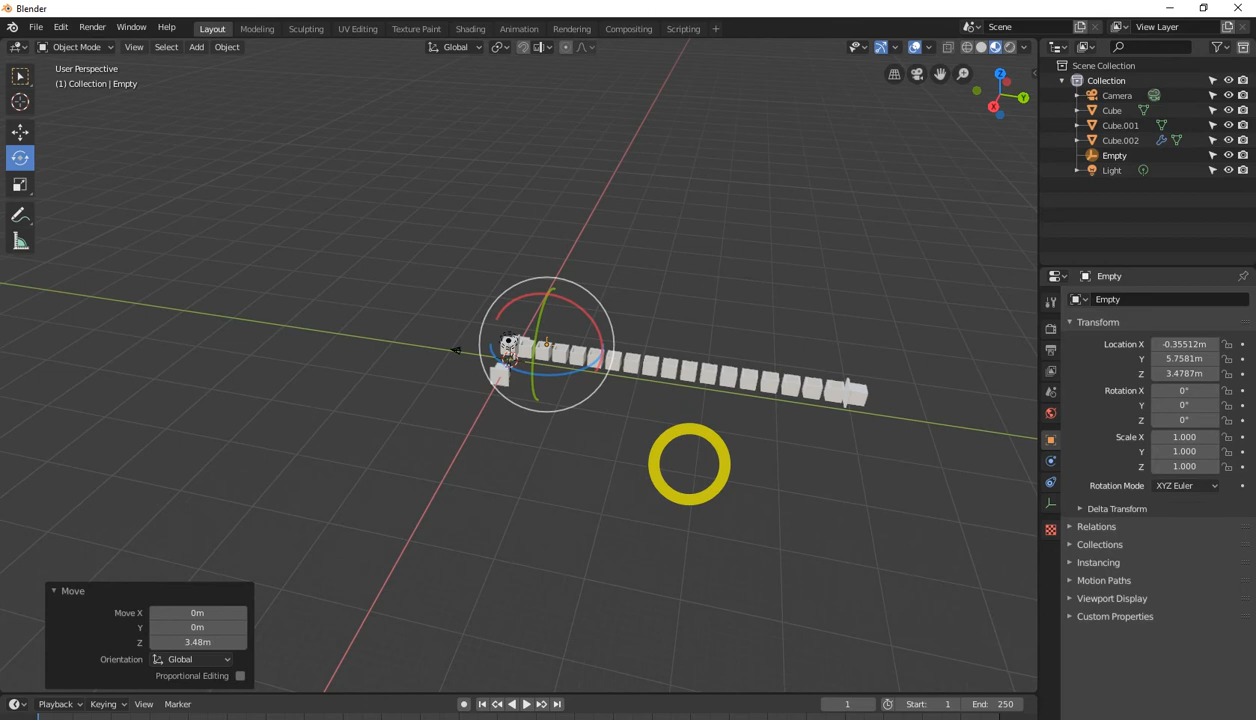 Blender
File Edit Render Window Help Layout Modeling Sculpting UV Editing Texture Paint Shading Animation Rendering Compositing Scripting + Scene View Layer
Object Mode View Select Add Object Global
User Perspective
(1) Collection | Empty
Z
Y
X
Scene Collection
Collection
Camera
Cube
Cube.001
Cube.002
Empty
Light
Empty
Empty
Transform
Location X -0.35512m
Y 5.7581m
Z 3.4787m
Rotation X 0°
Y 0°
Z 0°
Scale X 1.000
Y 1.000
Z 1.000
Rotation Mode XYZ Euler
Delta Transform
Relations
Collections
Instancing
Motion Paths
Viewport Display
Custom Properties
Move
Move X 0m
Y 0m
Z 3.48m
Orientation Global
Proportional Editing
Playback Keying View Marker 1 Start: 1 End: 250